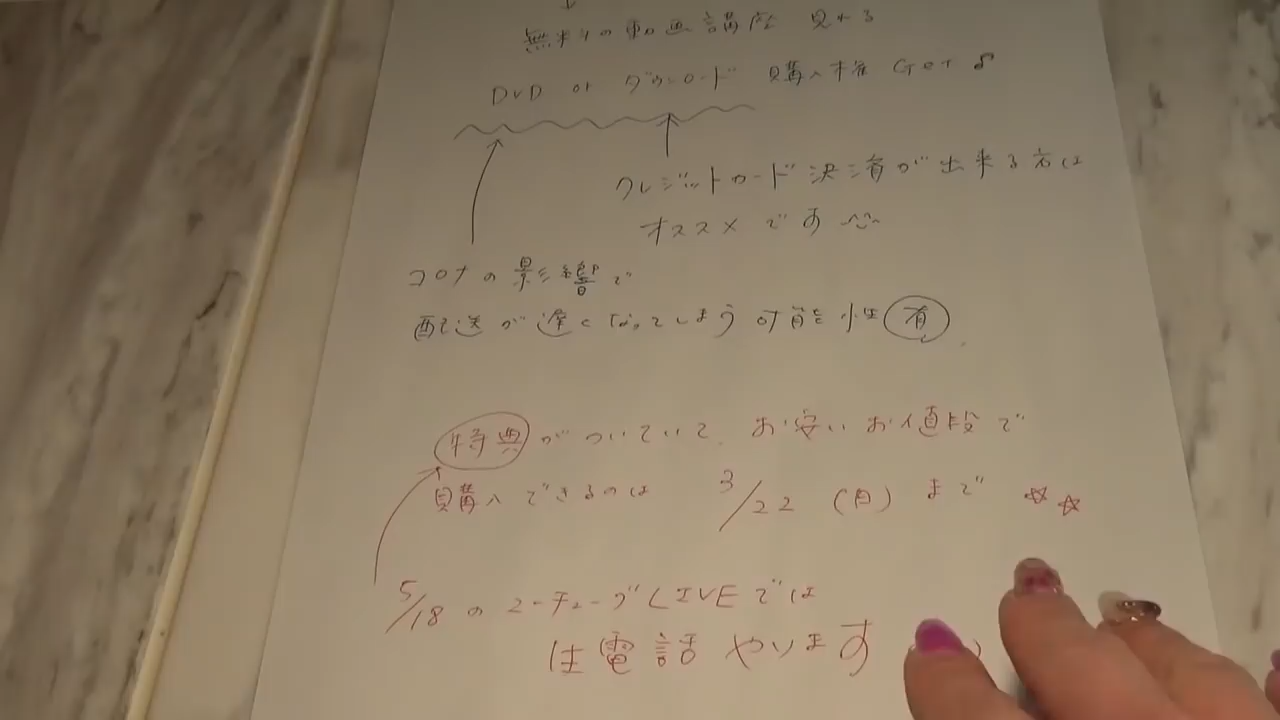 無料の動画講座 見れる
DVD or ダウンロード 購入権 Get
クレジットカード決済が出来る方は
オススメです ^^
コロナの影響で
配送が遅くなってしまう可能性 有
特典がついていて、お安いお値段で
購入できるのは 3/22 (日) まで ☆☆
5/18 の ユーチューブ LIVEでは
生電話やります